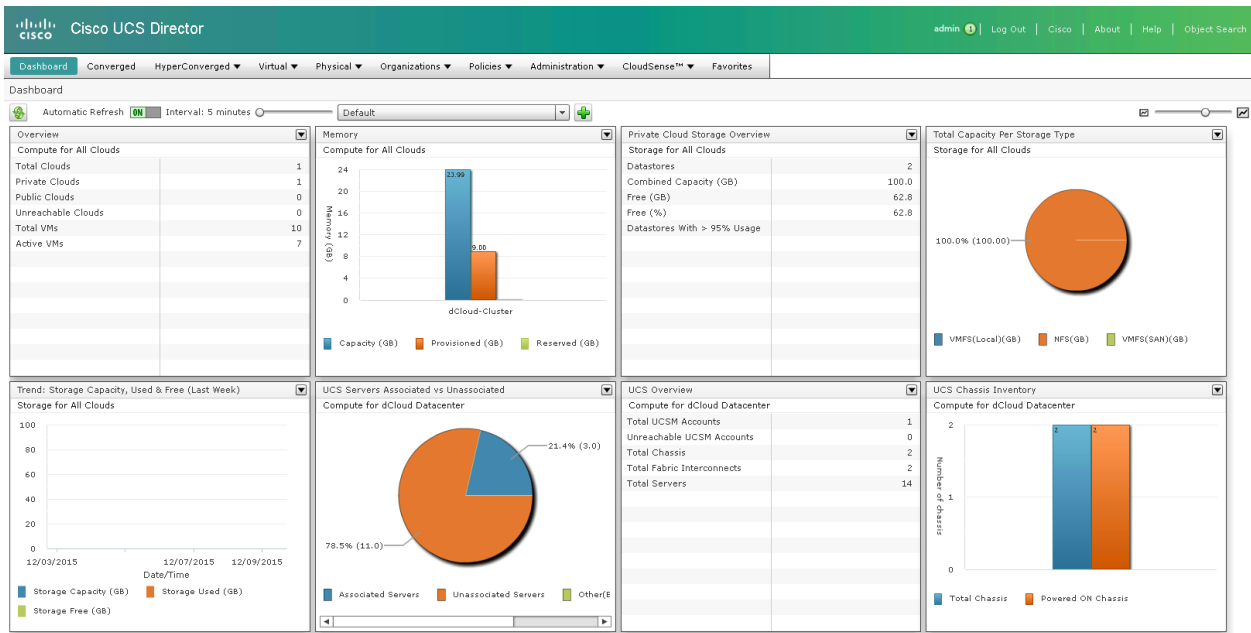 cisco Cisco UCS Director admin Log Out | Cisco | About | Help | Object Search
Dashboard Converged HyperConverged Virtual Physical Organizations Policies Administration CloudSense™ Favorites
Dashboard
Automatic Refresh ON Interval: 5 minutes Default
Overview
Compute for All Clouds
Total Clouds 1
Private Clouds 1
Public Clouds 0
Unreachable Clouds 0
Total VMs 10
Active VMs 7
Memory
Compute for All Clouds
Memory (GB)
24
20
16
12
8
4
0
23.99
9.00
dCloud-Cluster
Capacity (GB) Provisioned (GB) Reserved (GB)
Private Cloud Storage Overview
Storage for All Clouds
Datastores 2
Combined Capacity (GB) 100.0
Free (GB) 62.8
Free (%) 62.8
Datastores With > 95% Usage
Total Capacity Per Storage Type
Storage for All Clouds
100.0% (100.00)
VMFS(Local)(GB) NFS(GB) VMFS(SAN)(GB)
Trend: Storage Capacity, Used & Free (Last Week)
Storage for All Clouds
100
80
60
40
20
0
12/03/2015 12/07/2015 12/09/2015
Date/Time
Storage Capacity (GB) Storage Used (GB)
Storage Free (GB)
UCS Servers Associated vs Unassociated
Compute for dCloud Datacenter
21.4% (3.0)
78.5% (11.0)
Associated Servers Unassociated Servers Other(E
UCS Overview
Compute for dCloud Datacenter
Total UCSM Accounts 1
Unreachable UCSM Accounts 0
Total Chassis 2
Total Fabric Interconnects 2
Total Servers 14
UCS Chassis Inventory
Compute for dCloud Datacenter
Number of chassis
2
1
0
2 2
Total Chassis Powered ON Chassis